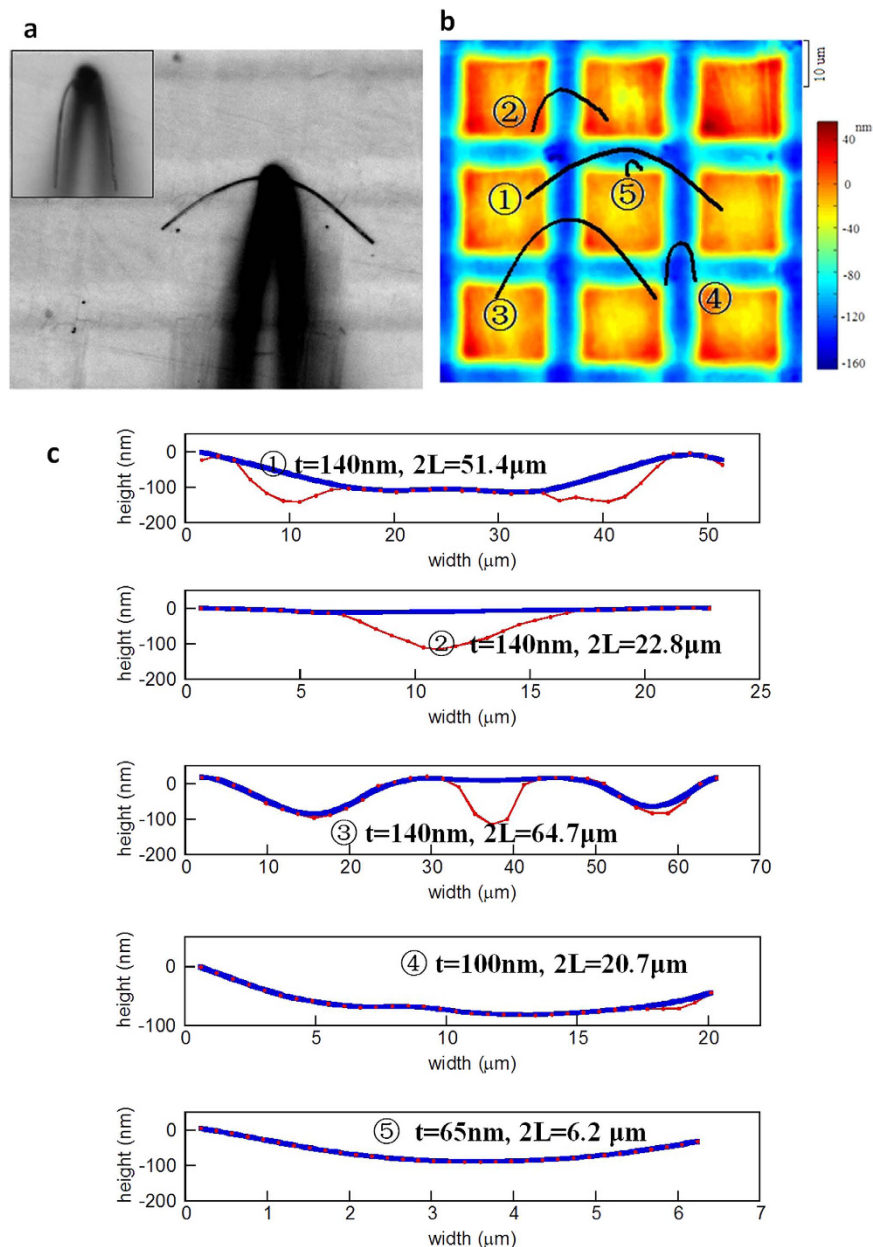 a
b
10 um
②
①
⑤
③
④
nm
40
0
-40
-80
-120
-160
c
height (nm)
0
-100
-200
① t=140nm, 2L=51.4μm
0 10 20 30 40 50
width (μm)
height (nm)
0
-100
-200
② t=140nm, 2L=22.8μm
0 5 10 15 20 25
width (μm)
height (nm)
0
-100
-200
③ t=140nm, 2L=64.7μm
0 10 20 30 40 50 60 70
width (μm)
height (nm)
0
-100
④ t=100nm, 2L=20.7μm
0 5 10 15 20
width (μm)
height (nm)
0
-100
-200
⑤ t=65nm, 2L=6.2 μm
0 1 2 3 4 5 6 7
width (μm)